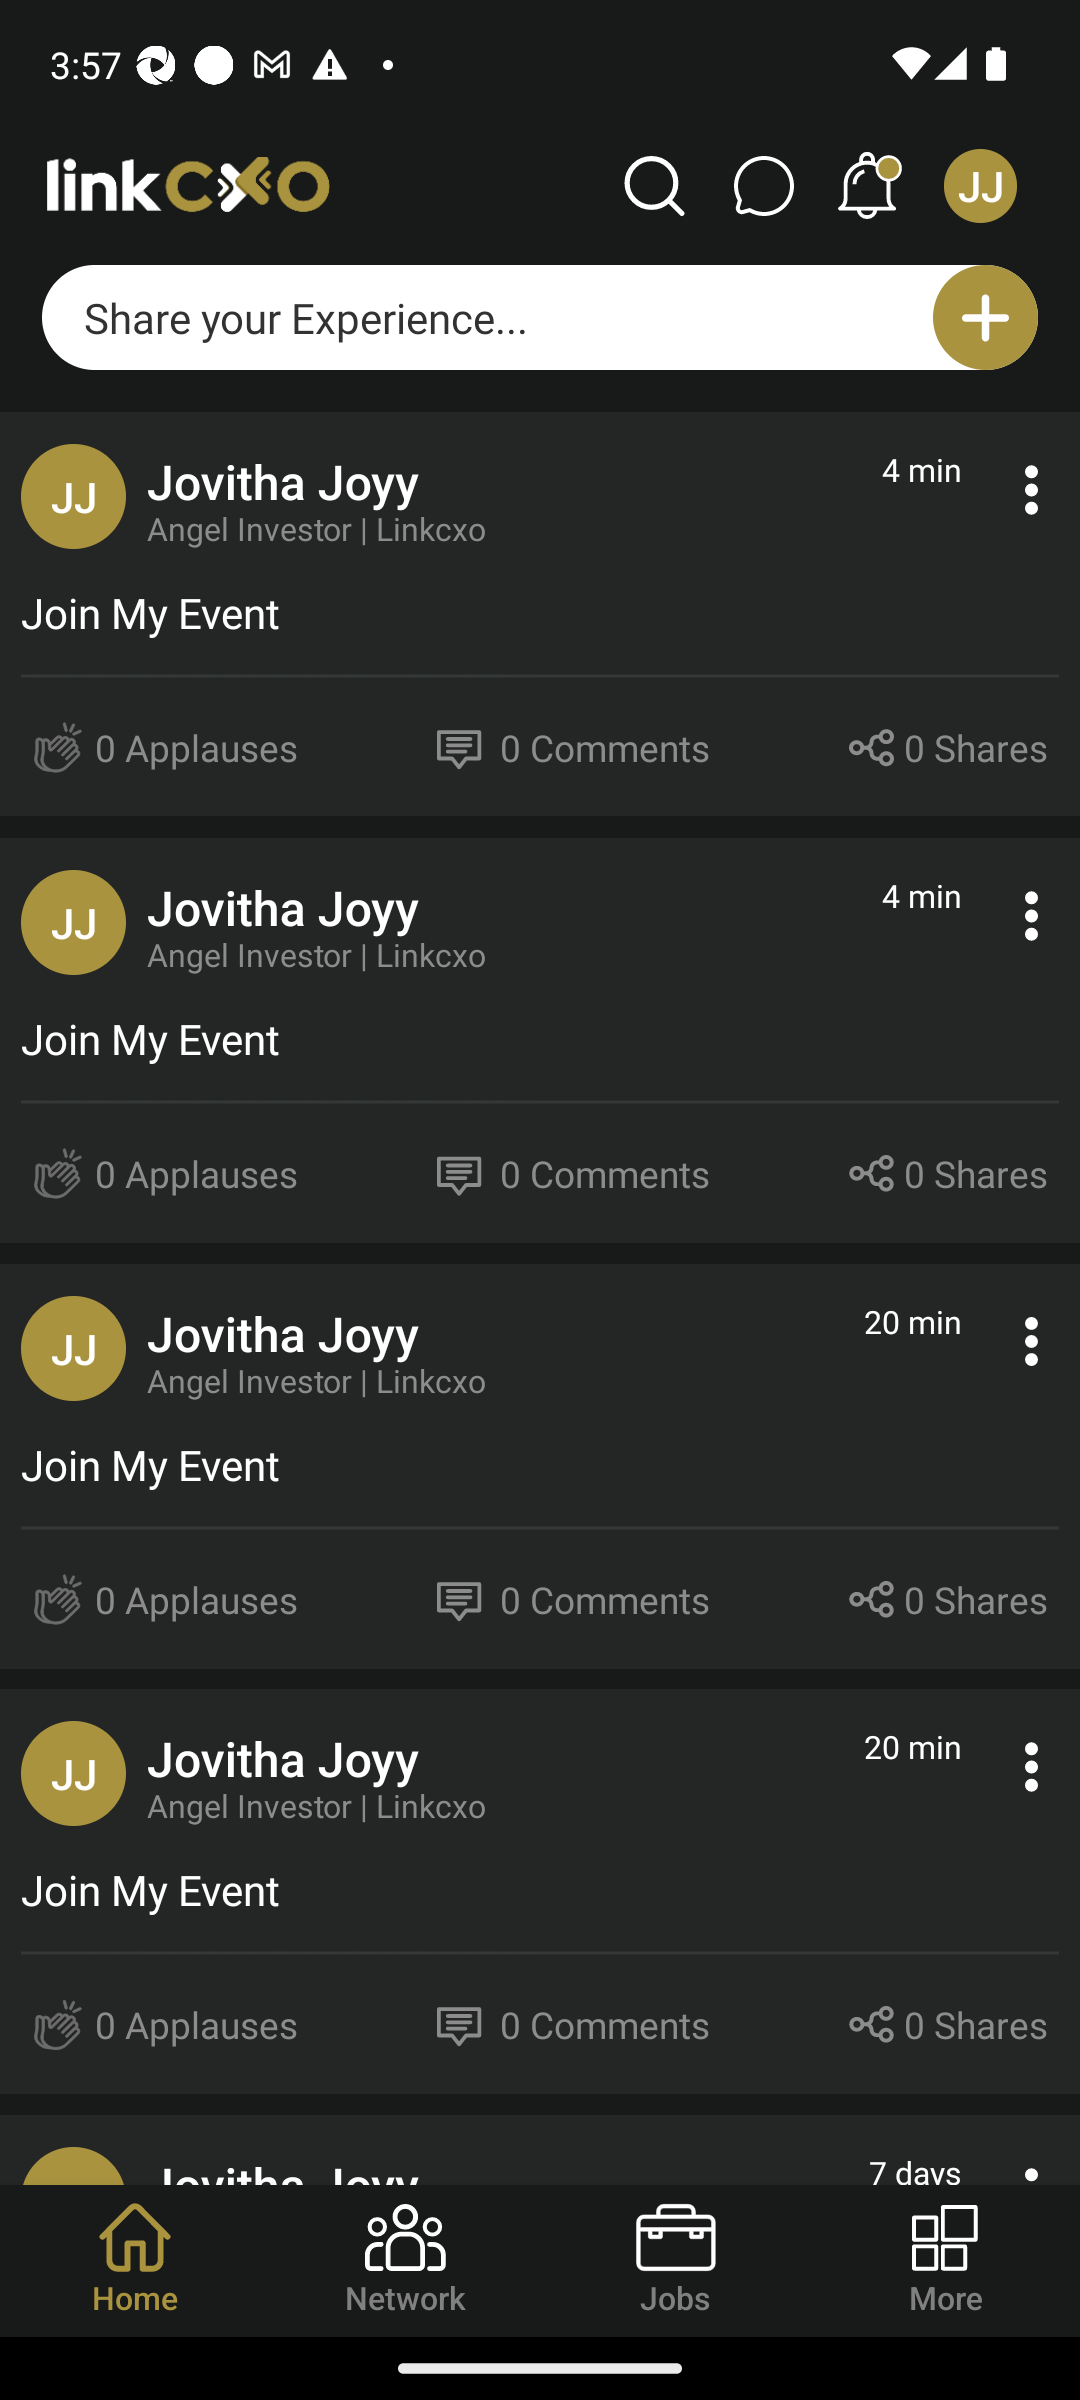 3:57
linkcxo
JJ
Share your Experience...
JJ
Jovitha Joyy
4 min
Angel Investor | Linkcxo
Join My Event
0 Applauses
0 Comments
0 Shares
JJ
Jovitha Joyy
4 min
Angel Investor | Linkcxo
Join My Event
0 Applauses
0 Comments
0 Shares
JJ
Jovitha Joyy
20 min
Angel Investor | Linkcxo
Join My Event
0 Applauses
0 Comments
0 Shares
JJ
Jovitha Joyy
20 min
Angel Investor | Linkcxo
Join My Event
0 Applauses
0 Comments
0 Shares
Jovitha Joyy
7 days
Home
Network
Jobs
More